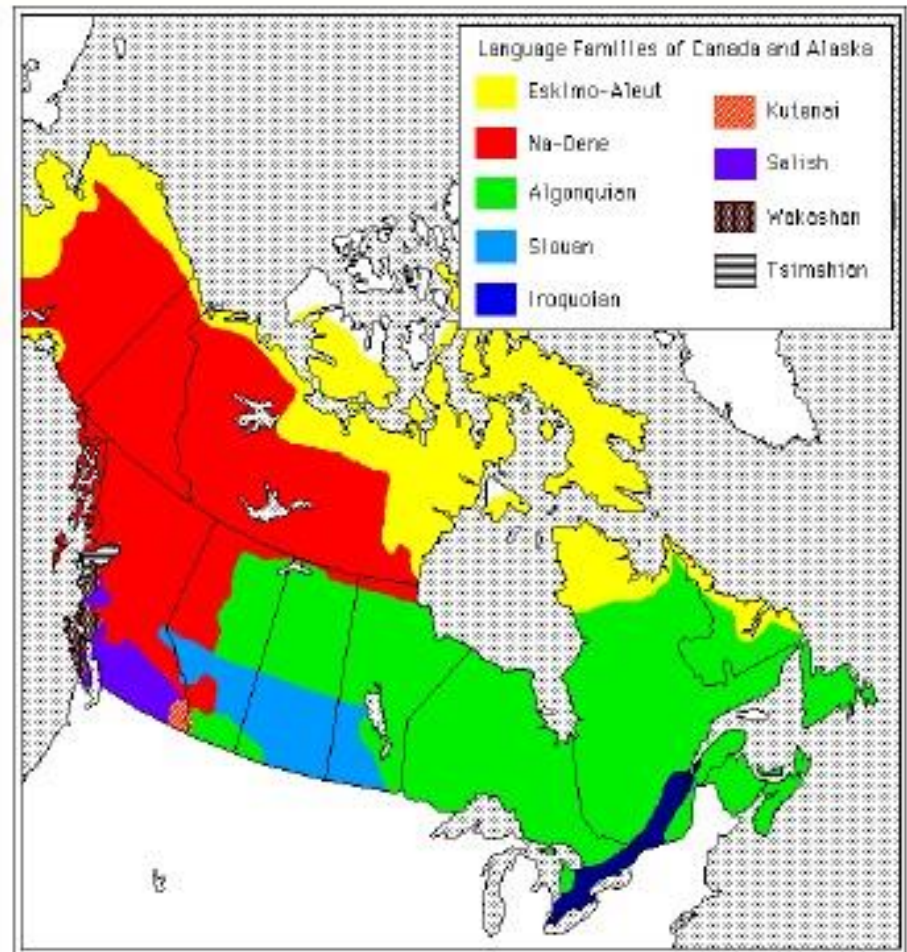 Language Families of Canada and Alaska
Eskimo-Aleut
Na-Dene
Algonquian
Siouan
Iroquoian
Kutenai
Salish
Wakashan
Tsimshian